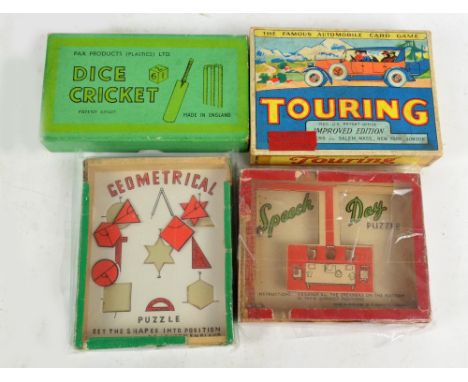 PAX PRODUCTS (PLASTICS) LTD.
DICE
CRICKET
PATENT APPLD.
MADE IN ENGLAND
THE FAMOUS AUTOMOBILE CARD GAME
TOURING
IMPROVED EDITION
SALEM, MASS., NEW YORK, LONDON
Touring
GEOMETRICAL
PUZZLE
GET THE SHAPES INTO POSITION
Speech Day
PUZZLE
INSTRUCTIONS